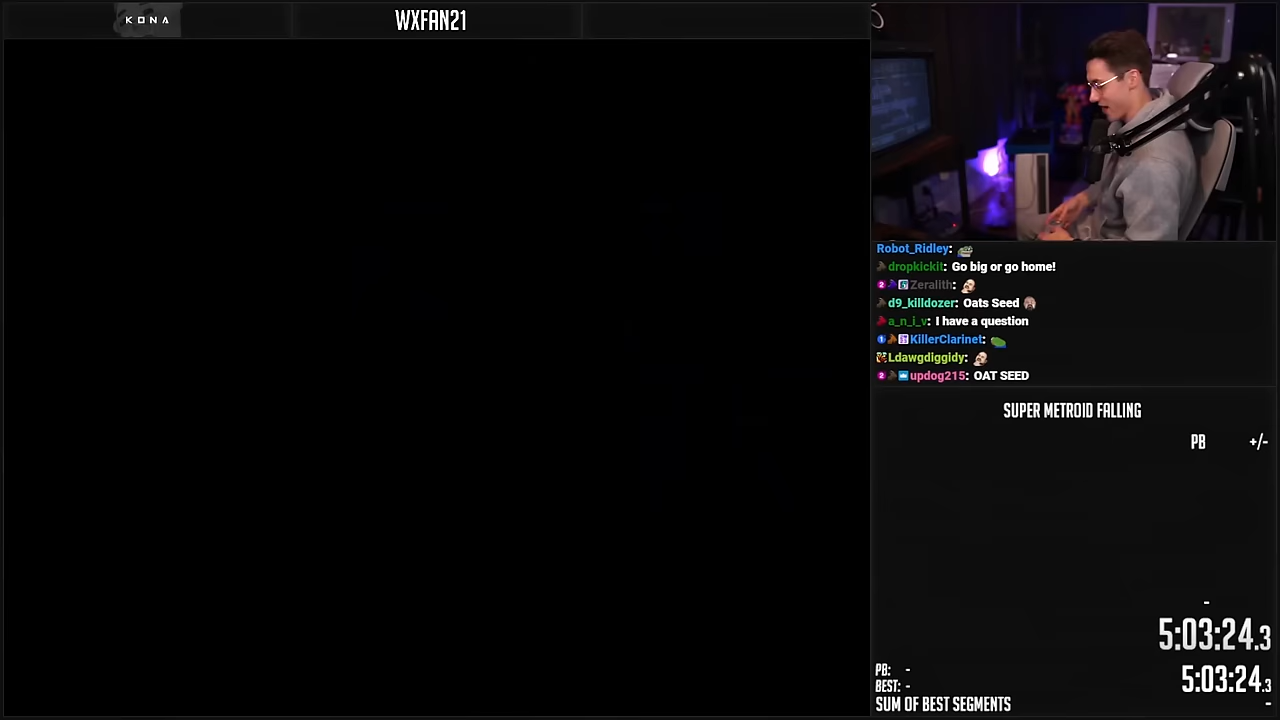 KONA
WXFAN21
Robot_Ridley:
dropkickit: Go big or go home!
Zeralith:
d9_killdozer: Oats Seed
a_n_i_v: I have a question
KillerClarinet:
Ldawgdiggidy:
updog215: OAT SEED
SUPER METROID FALLING
PB +/-
-
5:03:24.3
PB: -
5:03:24.3
BEST: -
SUM OF BEST SEGMENTS -